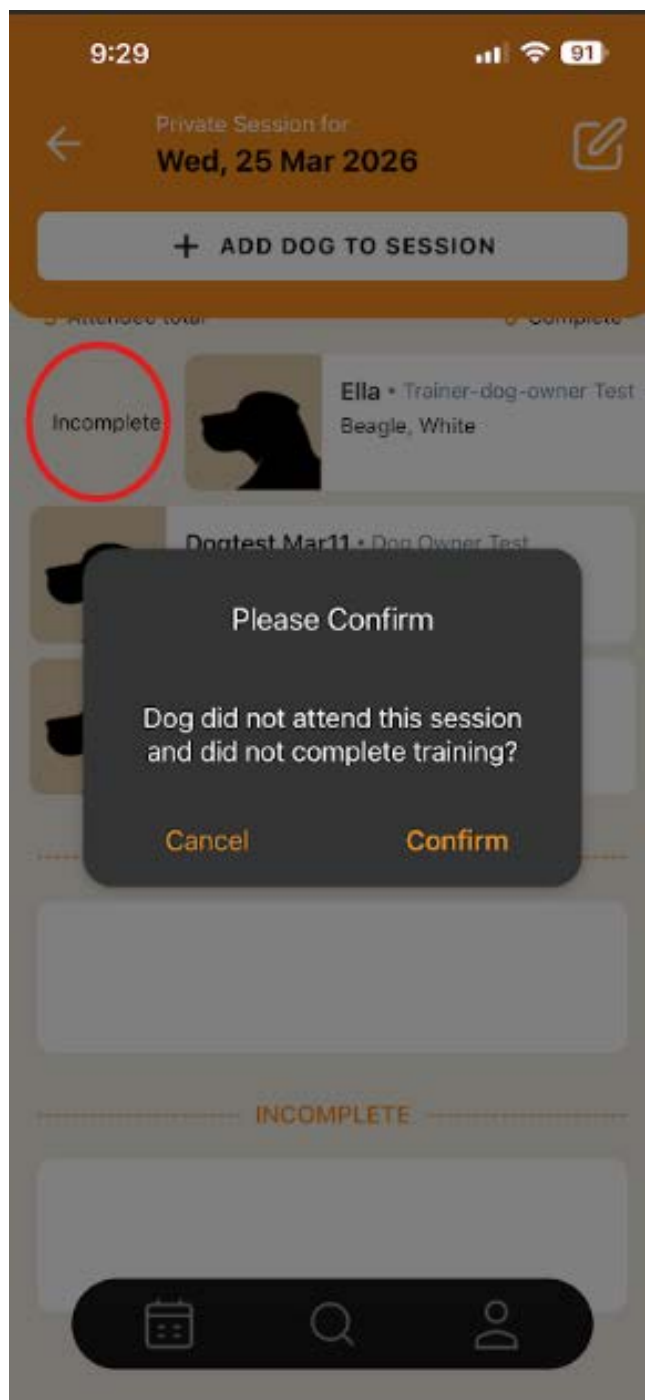 9:29
91
Private Session for
Wed, 25 Mar 2026
+ ADD DOG TO SESSION
Attended total
Complete
Incomplete
Ella • Trainer-dog-owner Test
Beagle, White
Dogtest Mar11 • Dog Owner Test
Please Confirm
Dog did not attend this session
and did not complete training?
Cancel
Confirm
INCOMPLETE